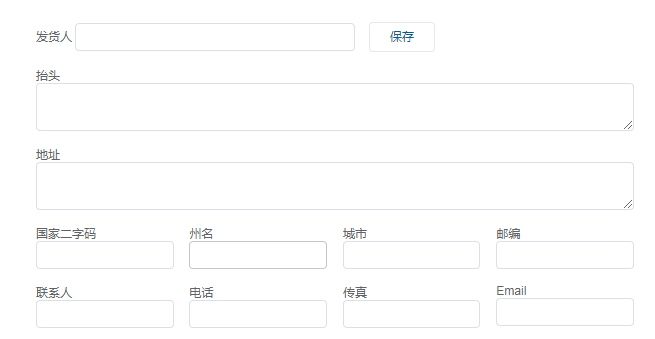 发货人 保存
抬头
地址
国家二字码 州名 城市 邮编
联系人 电话 传真 Email